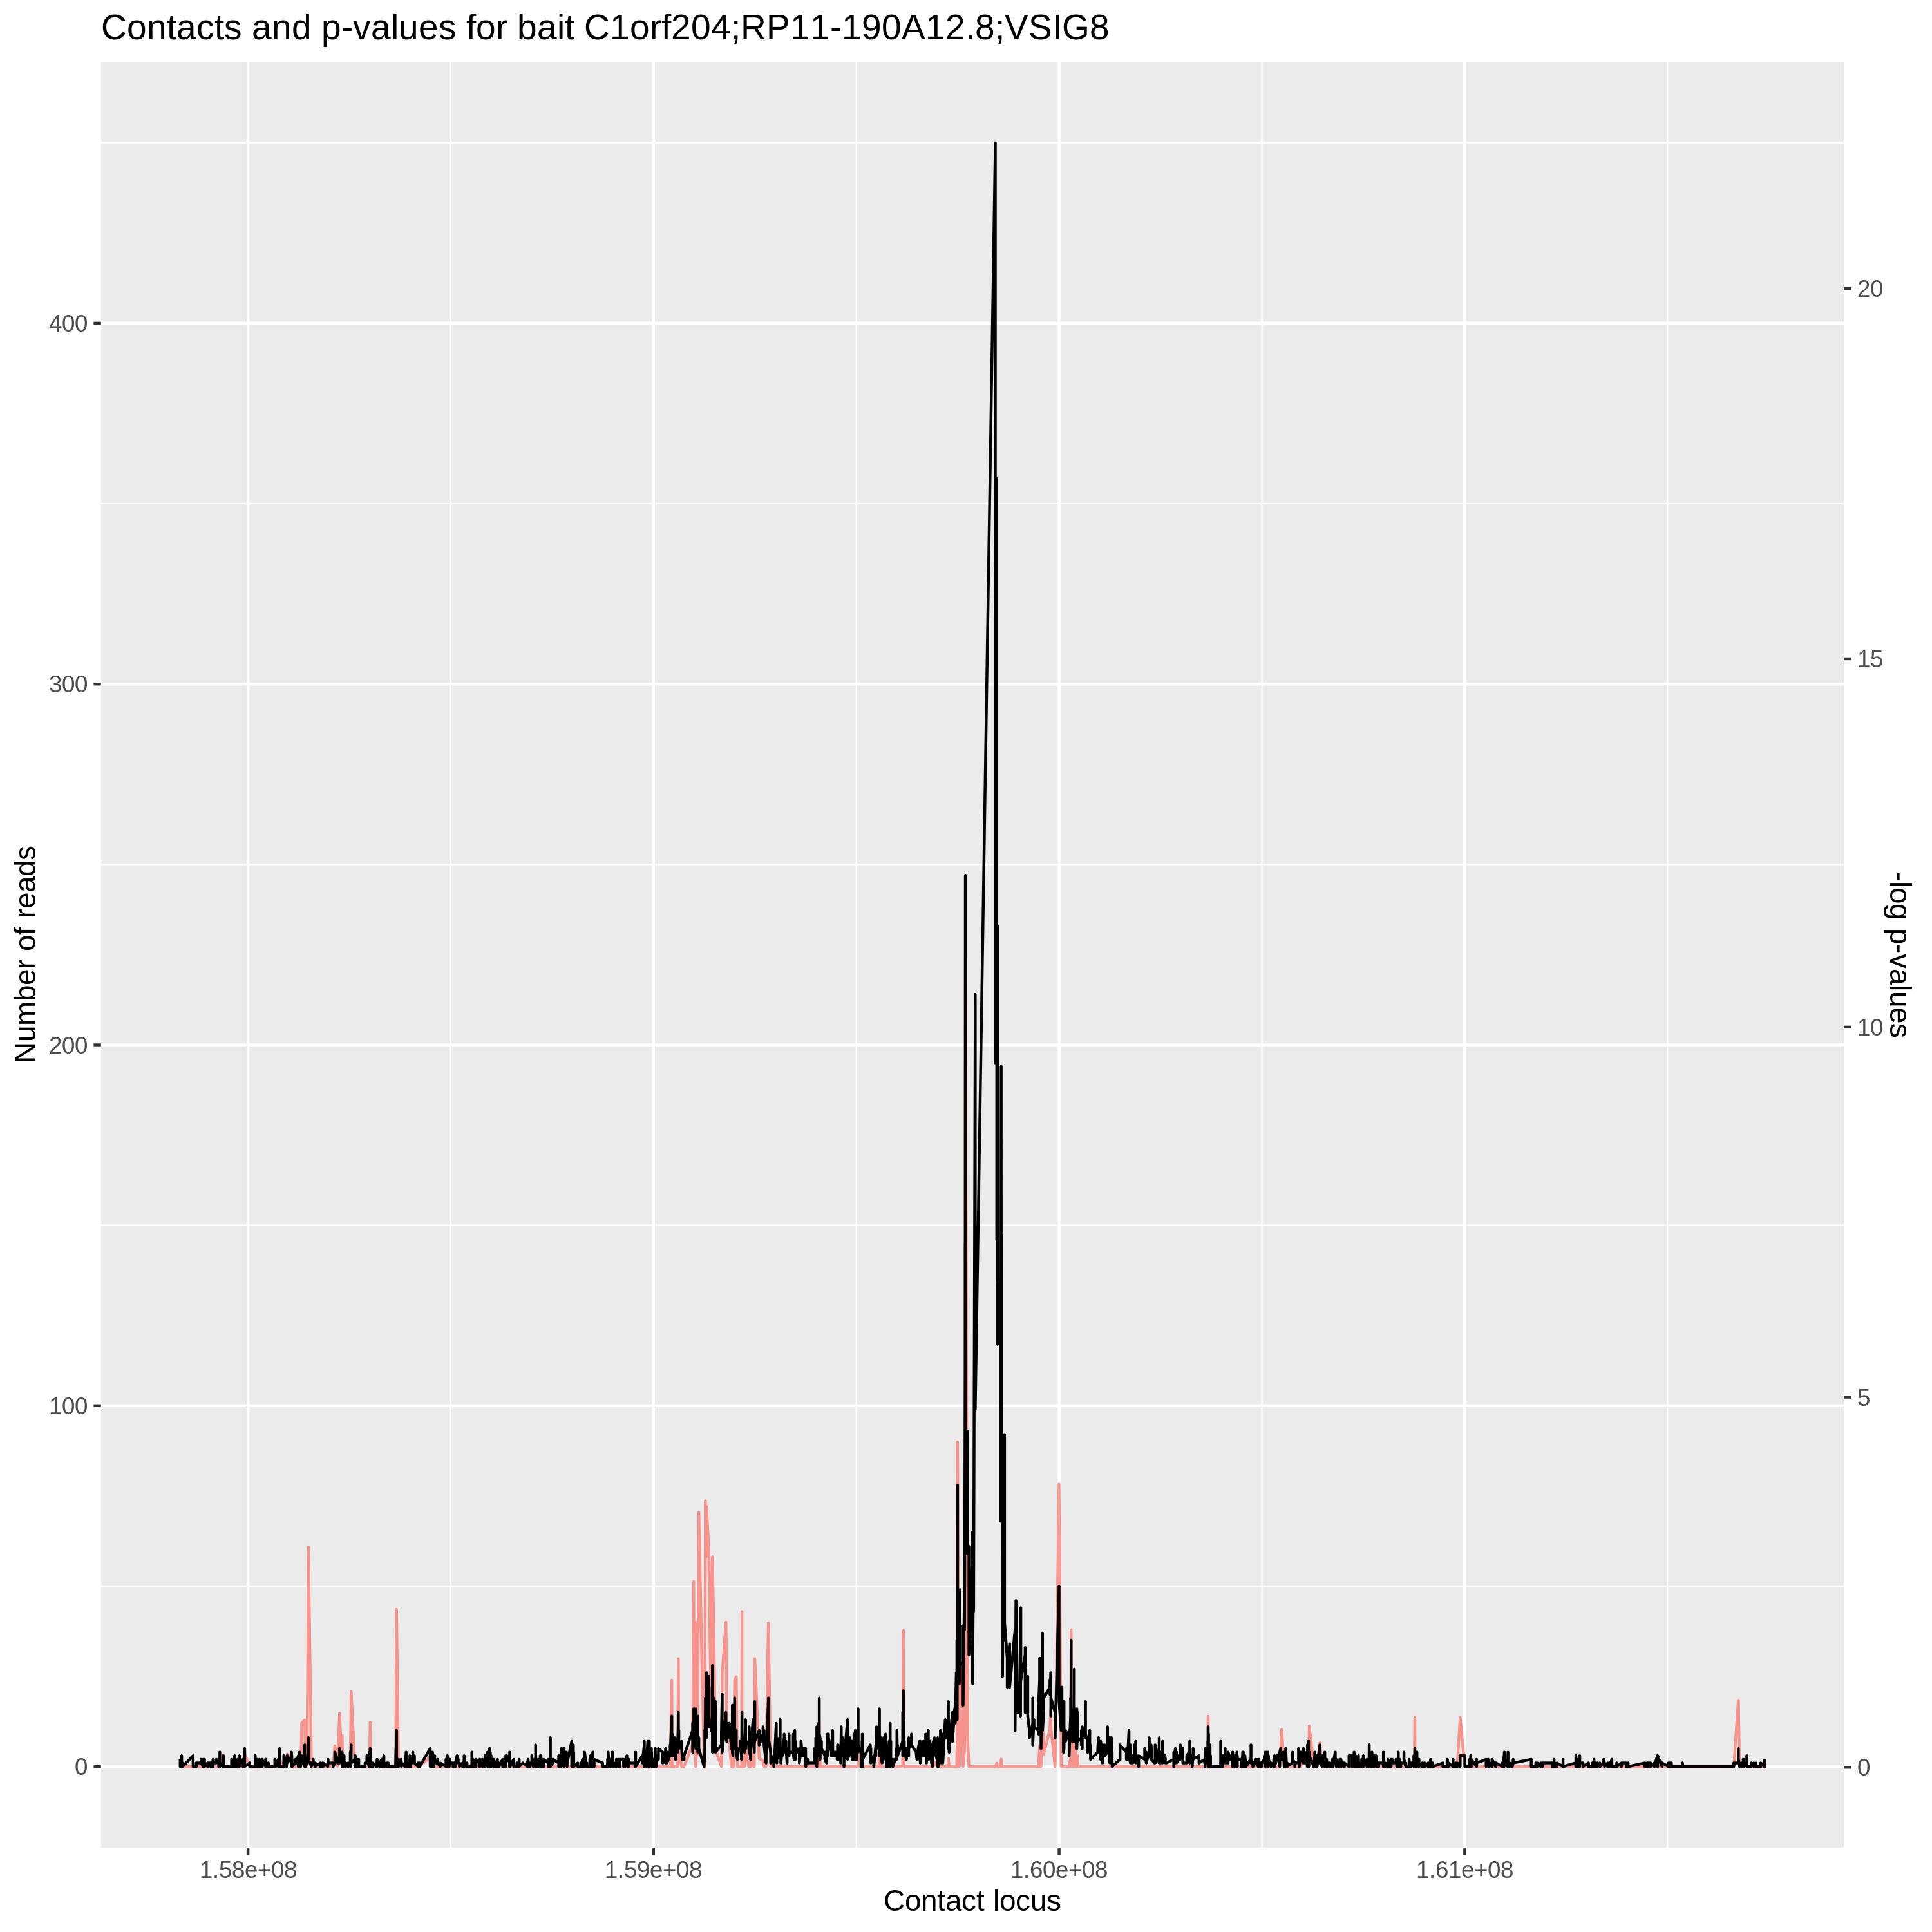 Contacts and p-values for bait C1orf204;RP11-190A12.8;VSIG8
Number of reads
400
300
200
100
0
20
15
10
5
0
-log p-values
1.58e+08 1.59e+08 1.60e+08 1.61e+08
Contact locus